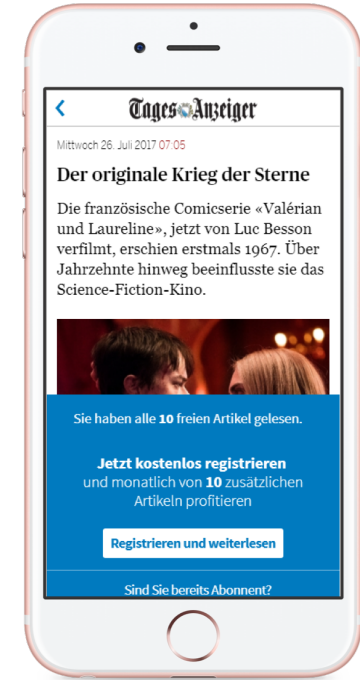 Tages Anzeiger
Mittwoch 26. Juli 2017 07:05
Der originale Krieg der Sterne
Die französische Comicserie «Valérian
und Laureline», jetzt von Luc Besson
verfilmt, erschien erstmals 1967. Über
Jahrzehnte hinweg beeinflusste sie das
Science-Fiction-Kino.
Sie haben alle 10 freien Artikel gelesen.
Jetzt kostenlos registrieren
und monatlich von 10 zusätzlichen
Artikeln profitieren
Registrieren und weiterlesen
Sind Sie bereits Abonnent?